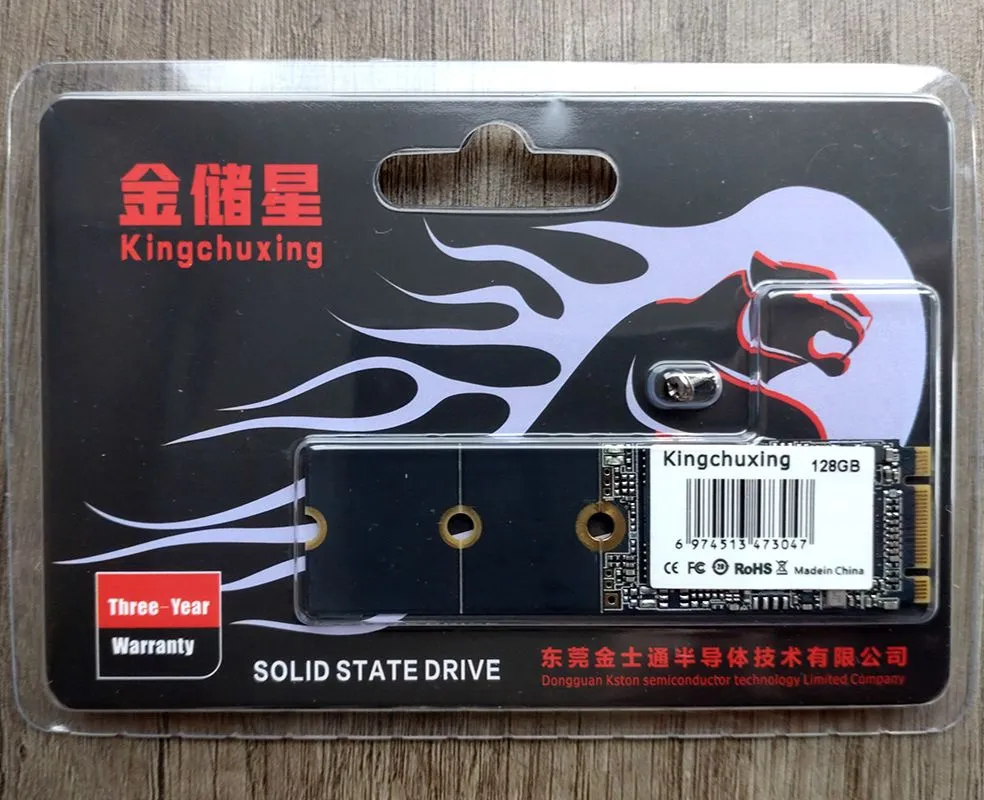 金储星
Kingchuxing
Kingchuxing 128GB
6 974513 473047
CE FC 20 RoHS Madein China
Three-Year
Warranty
SOLID STATE DRIVE
东莞金士通半导体技术有限公司
Dongguan Kston semiconductor technology Limited Company